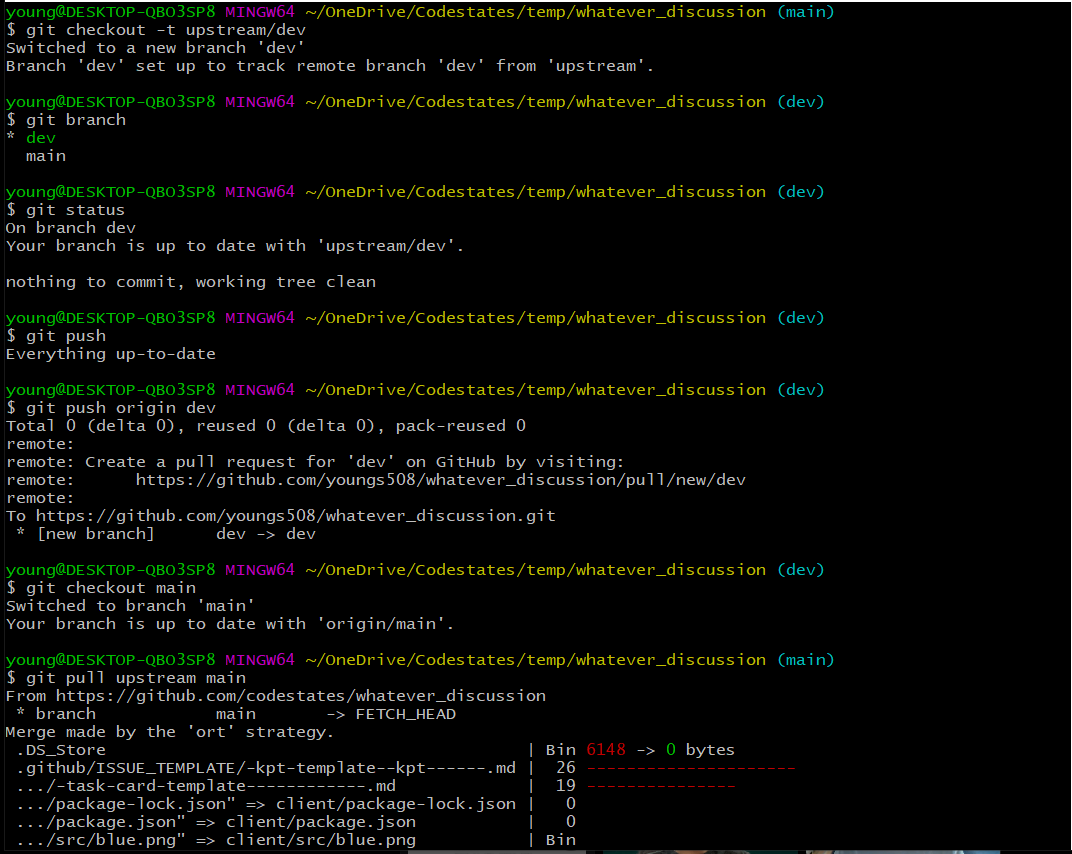 young@DESKTOP-QBO3SP8 MINGW64 ~/OneDrive/Codestates/temp/whatever_discussion (main)
$ git checkout -t upstream/dev
Switched to a new branch 'dev'
Branch 'dev' set up to track remote branch 'dev' from 'upstream'.
young@DESKTOP-QBO3SP8 MINGW64 ~/OneDrive/Codestates/temp/whatever_discussion (dev)
$ git branch
* dev
  main
young@DESKTOP-QBO3SP8 MINGW64 ~/OneDrive/Codestates/temp/whatever_discussion (dev)
$ git status
On branch dev
Your branch is up to date with 'upstream/dev'.
nothing to commit, working tree clean
young@DESKTOP-QBO3SP8 MINGW64 ~/OneDrive/Codestates/temp/whatever_discussion (dev)
$ git push
Everything up-to-date
young@DESKTOP-QBO3SP8 MINGW64 ~/OneDrive/Codestates/temp/whatever_discussion (dev)
$ git push origin dev
Total 0 (delta 0), reused 0 (delta 0), pack-reused 0
remote:
remote: Create a pull request for 'dev' on GitHub by visiting:
remote:      https://github.com/youngs508/whatever_discussion/pull/new/dev
remote:
To https://github.com/youngs508/whatever_discussion.git
 * [new branch]      dev -> dev
young@DESKTOP-QBO3SP8 MINGW64 ~/OneDrive/Codestates/temp/whatever_discussion (dev)
$ git checkout main
Switched to branch 'main'
Your branch is up to date with 'origin/main'.
young@DESKTOP-QBO3SP8 MINGW64 ~/OneDrive/Codestates/temp/whatever_discussion (main)
$ git pull upstream main
From https://github.com/codestates/whatever_discussion
 * branch            main       -> FETCH_HEAD
Merge made by the 'ort' strategy.
 .DS_Store                                          | Bin 6148 -> 0 bytes
 .github/ISSUE_TEMPLATE/-kpt-template--kpt------.md |  26 ---------------------
 .../-task-card-template------------.md             |  19 ---------------
 .../package-lock.json" => client/package-lock.json |   0
 .../package.json" => client/package.json           |   0
 .../src/blue.png" => client/src/blue.png           | Bin